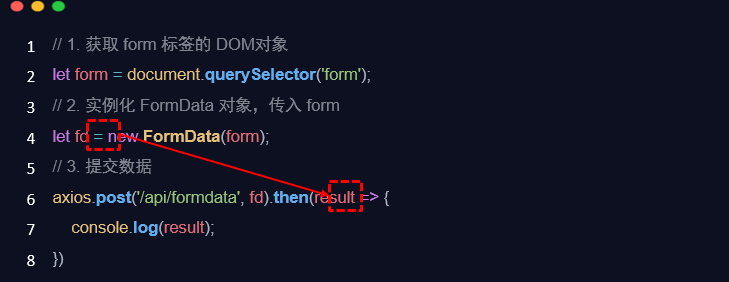 1 // 1. 获取 form 标签的 DOM对象
2 let form = document.querySelector('form');
3 // 2. 实例化 FormData 对象，传入 form
4 let fd = new FormData(form);
5 // 3. 提交数据
6 axios.post('/api/formdata', fd).then(result => {
7 console.log(result);
8 })